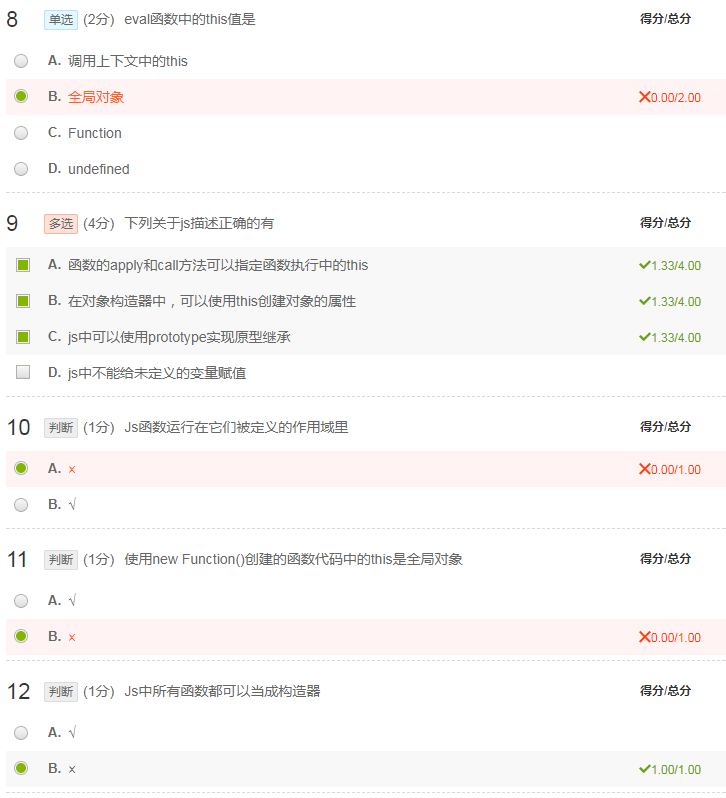 8 单选 (2分) eval函数中的this值是 得分/总分
A. 调用上下文中的this
B. 全局对象 ✕0.00/2.00
C. Function
D. undefined
9 多选 (4分) 下列关于js描述正确的有 得分/总分
A. 函数的apply和call方法可以指定函数执行中的this ✓1.33/4.00
B. 在对象构造器中，可以使用this创建对象的属性 ✓1.33/4.00
C. js中可以使用prototype实现原型继承 ✓1.33/4.00
D. js中不能给未定义的变量赋值
10 判断 (1分) Js函数运行在它们被定义的作用域里 得分/总分
A. × ✕0.00/1.00
B. √
11 判断 (1分) 使用new Function()创建的函数代码中的this是全局对象 得分/总分
A. √
B. × ✕0.00/1.00
12 判断 (1分) Js中所有函数都可以当成构造器 得分/总分
A. √
B. × ✓1.00/1.00